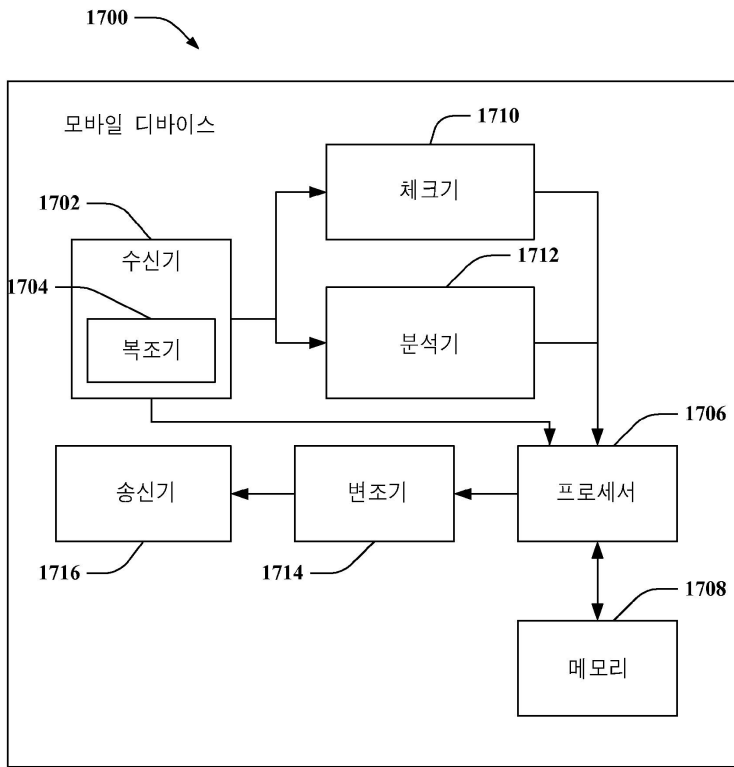 1700
모바일 디바이스
1710
체크기
1702
수신기
1712
1704
복조기
분석기
1706
송신기
변조기
프로세서
1716
1714
1708
메모리